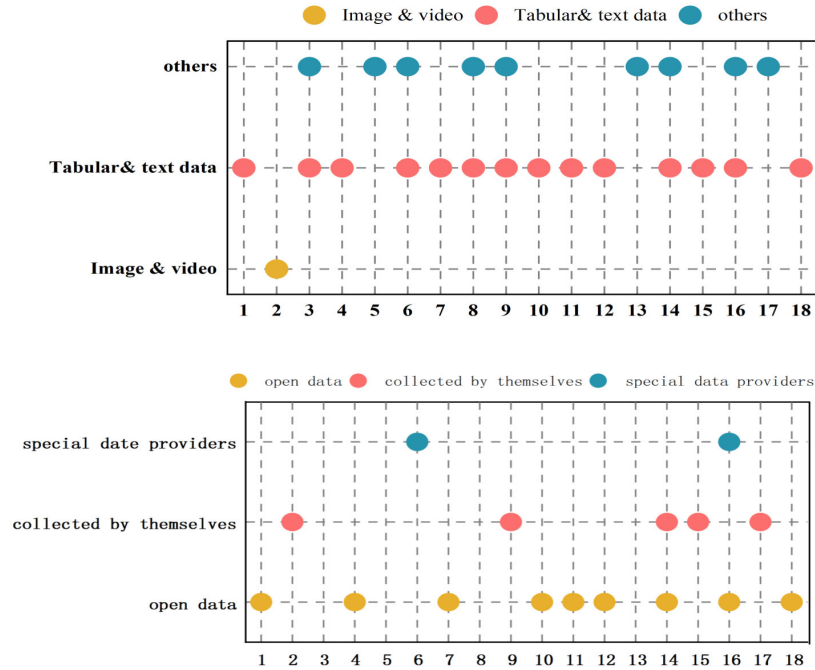 Image & video Tabular& text data others
others
Tabular& text data
Image & video
1 2 3 4 5 6 7 8 9 10 11 12 13 14 15 16 17 18
open data collected by themselves special data providers
special date providers
collected by themselves
open data
1 2 3 4 5 6 7 8 9 10 11 12 13 14 15 16 17 18